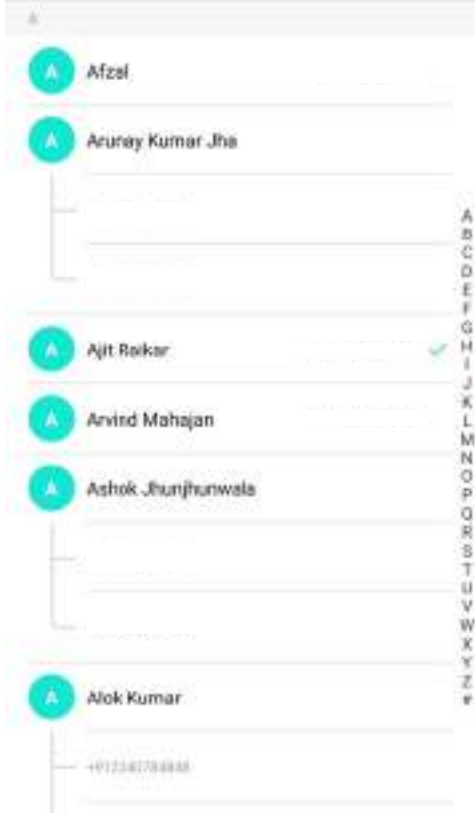 A
A Afzal
A Arunay Kumar Jha
A Ajit Raikar
A Arvind Mahajan
A Ashok Jhunjhunwala
A Alok Kumar
A
B
C
D
E
F
G
H
I
J
K
L
M
N
O
P
Q
R
S
T
U
V
W
X
Y
Z
#